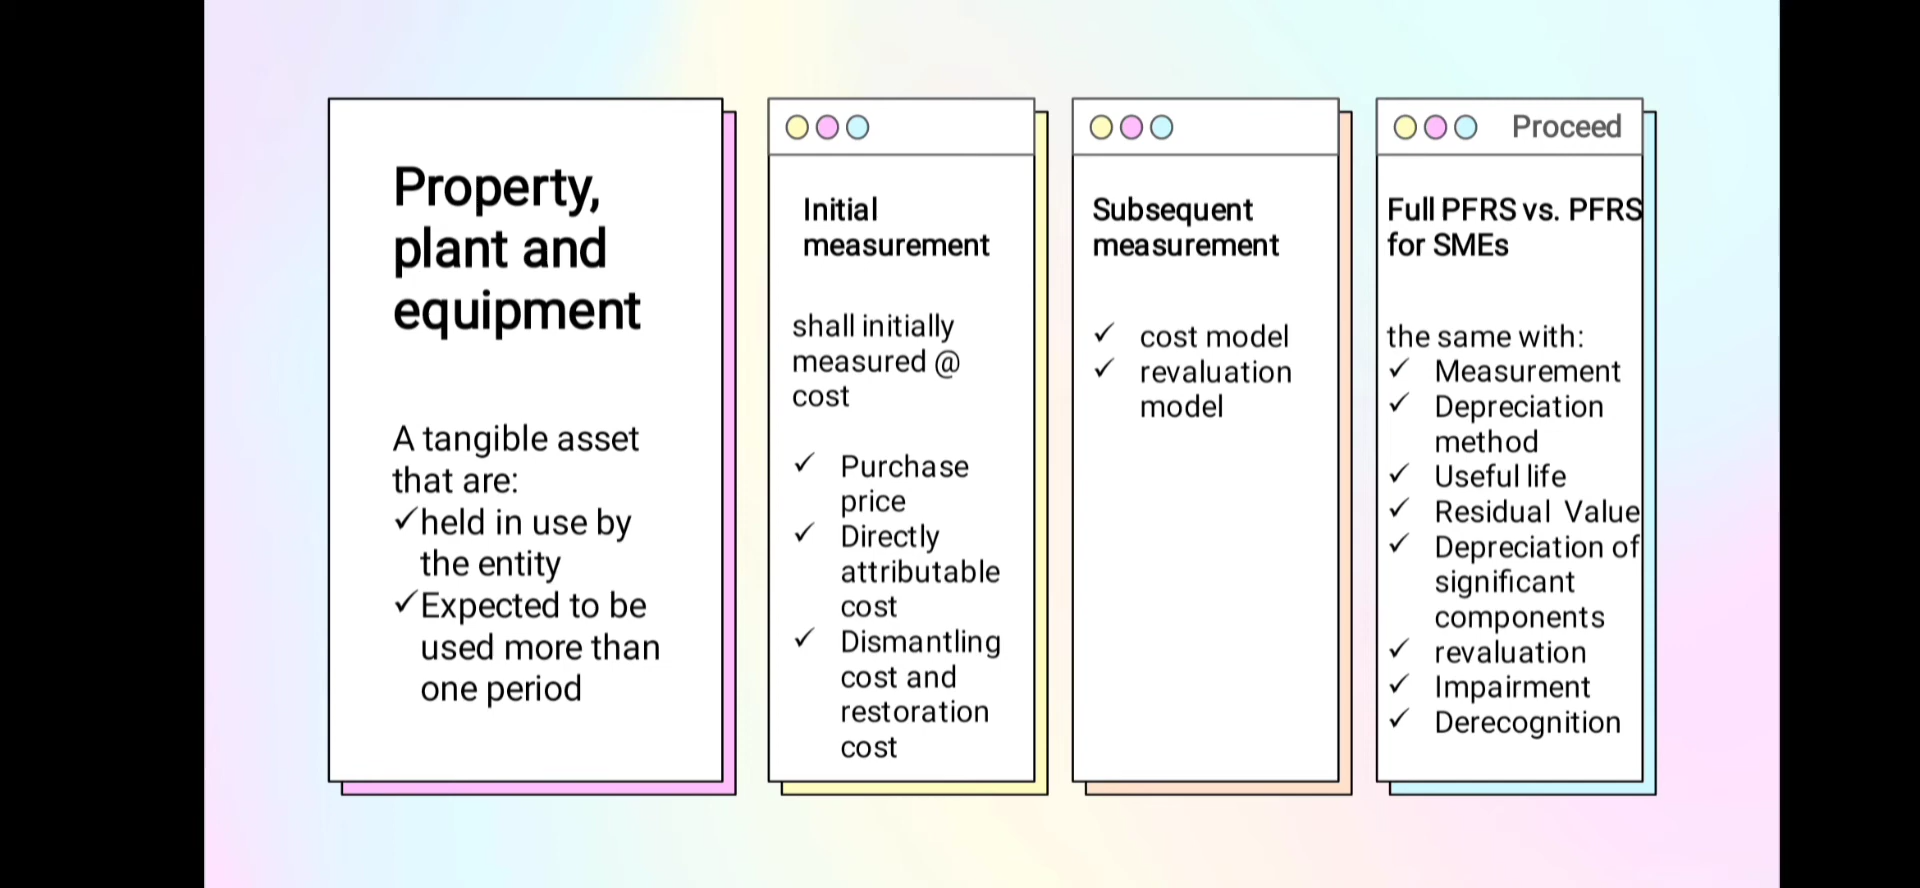 Property,
plant and
equipment
A tangible asset
that are:
✓held in use by
the entity
✓Expected to be
used more than
one period
Initial
measurement
shall initially
measured @
cost
✓ Purchase
price
✓ Directly
attributable
cost
✓ Dismantling
cost and
restoration
cost
Subsequent
measurement
✓ cost model
✓ revaluation
model
Proceed
Full PFRS vs. PFRS
for SMEs
the same with:
✓ Measurement
✓ Depreciation
method
✓ Useful life
✓ Residual Value
✓ Depreciation of
significant
components
✓ revaluation
✓ Impairment
✓ Derecognition